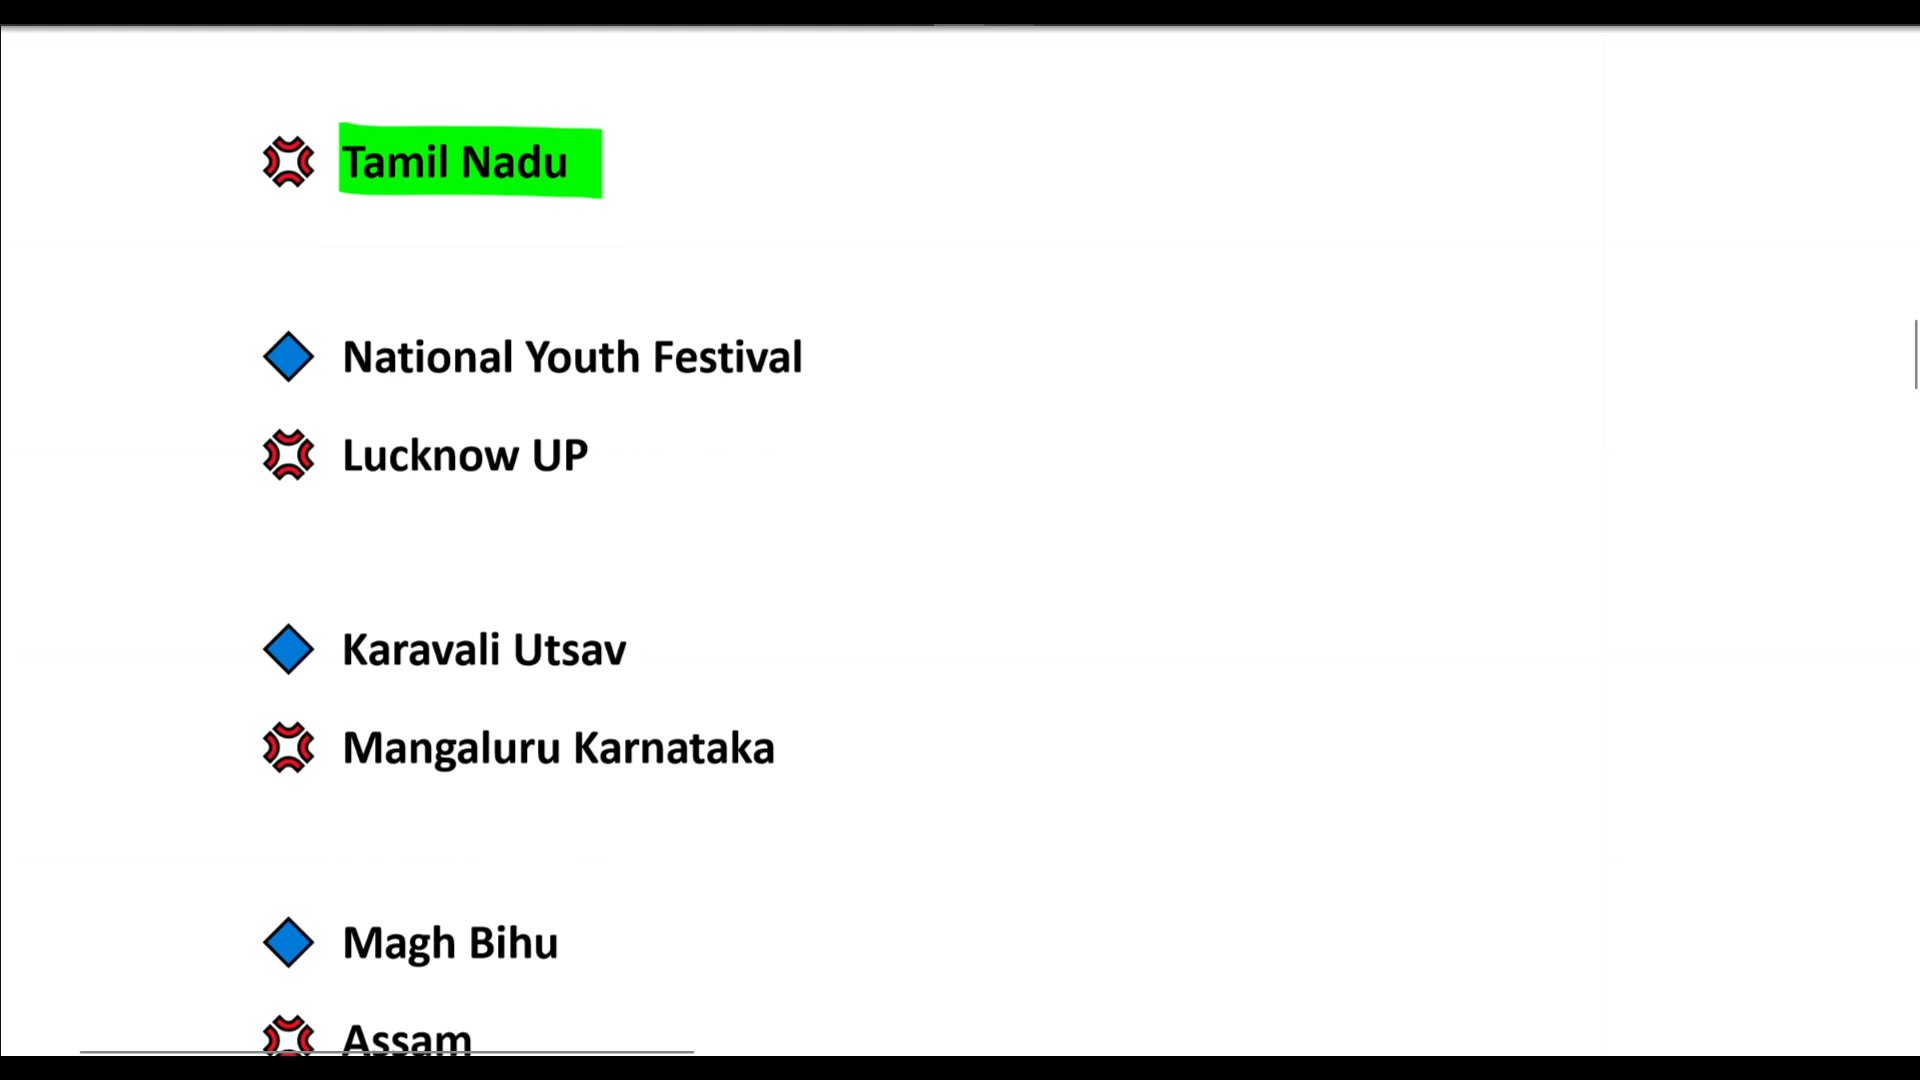 Tamil Nadu
National Youth Festival
Lucknow UP
Karavali Utsav
Mangaluru Karnataka
Magh Bihu
Assam